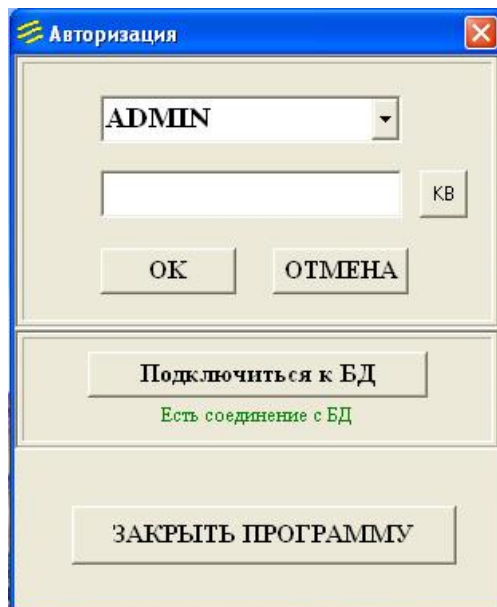 Авторизация
ADMIN
КВ
ОК
ОТМЕНА
Подключиться к БД
Есть соединение с БД
ЗАКРЫТЬ ПРОГРАММУ